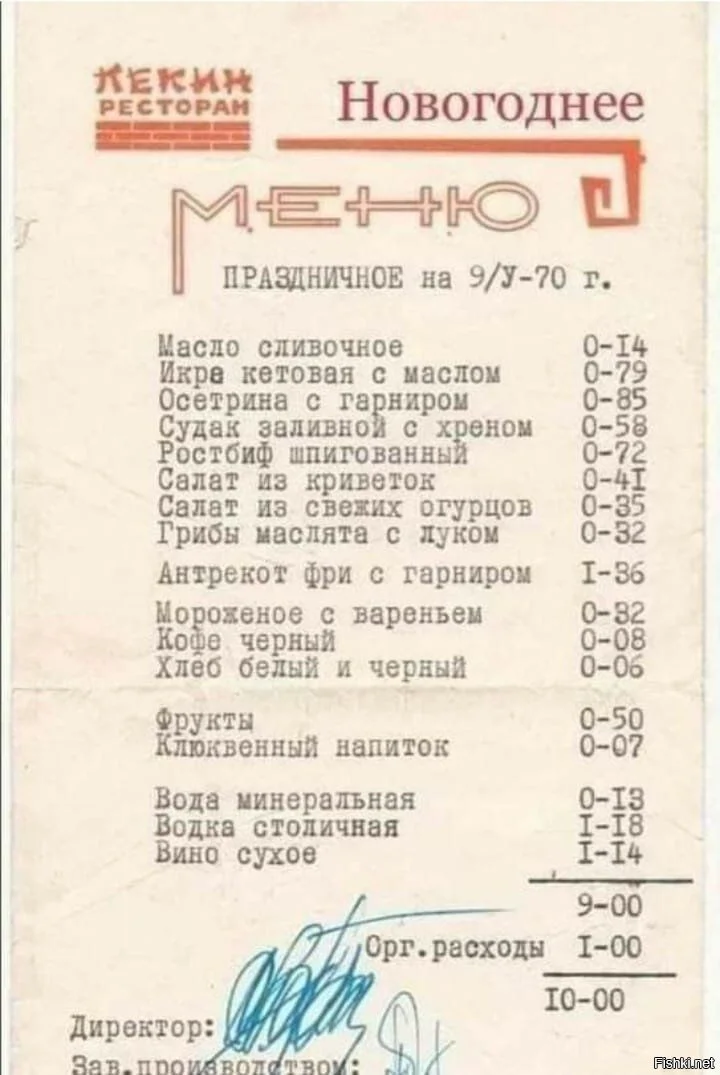 ПЕКИН
РЕСТОРАН
Новогоднее
МЕНЮ
ПРАЗДНИЧНОЕ на 9/У-70 г.
Масло сливочное 0-I4
Икра кетовая с маслом 0-79
Осетрина с гарниром 0-85
Судак заливной с хреном 0-58
Ростбиф шпигованный 0-72
Салат из криветок 0-4I
Салат из свежих огурцов 0-35
Грибы маслята с луком 0-32
Антрекот фри с гарниром I-36
Мороженое с вареньем 0-32
Кофе черный 0-08
Хлеб белый и черный 0-06
Фрукты 0-50
Клюквенный напиток 0-07
Вода минеральная 0-I3
Водка столичная I-I8
Вино сухое I-I4
9-00
Орг.расходы I-00
I0-00
Директор:
Зав.производством:
Fishki.net